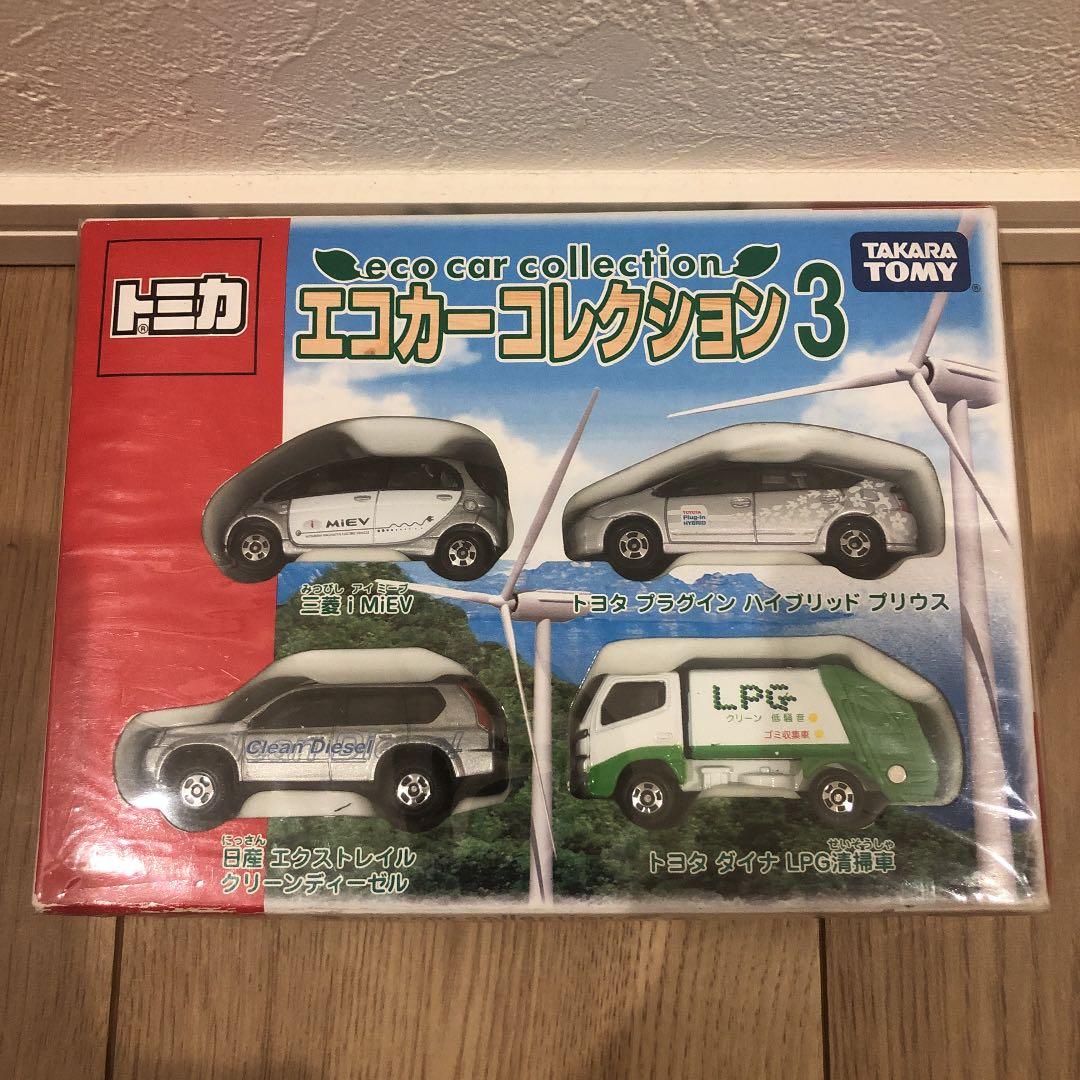 トミカ®
eco car collection
エコカーコレクション3
TAKARA
TOMY®
i MiEV
みつびし アイ ミーブ
三菱 i MiEV
TOYOTA
Plug-in
HYBRID
トヨタ プラグイン ハイブリッド プリウス
Clean Diesel
にっさん
日産 エクストレイル
クリーンディーゼル
LPG
クリーン 低騒音
ゴミ収集車
せいそうしゃ
トヨタ ダイナ LPG清掃車